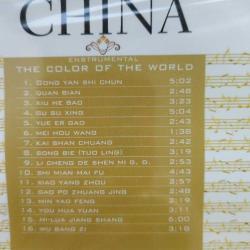 CHINA
ENSTRUMENTAL
THE COLOR OF THE WORLD
1. DONG YAN SHI CHUN 5:02
2. QUAN BIAN 2:48
3. XIU HE BAO 3:23
4. SU SU XING 5:04
5. YUE ER GAO 2:43
6. MEI HOU WANG 1:38
7. KAI SHAN CHUANG 2:42
8. SONG BIE (TUO LING) 3:19
9. LI CHENG DE SHEN MI G. D. 2:53
10. SHI MIAN MAI FU 4:43
11. XIAO YANG ZHOU 2:57
12. GAO PO ZHUANG JING 2:48
13. MIN YAO FENG 3:19
14. YOU HUA YUAN 3:11
15. MI-LUA JIANG SHANG 5:00
16. WU BANG ZI 3:18